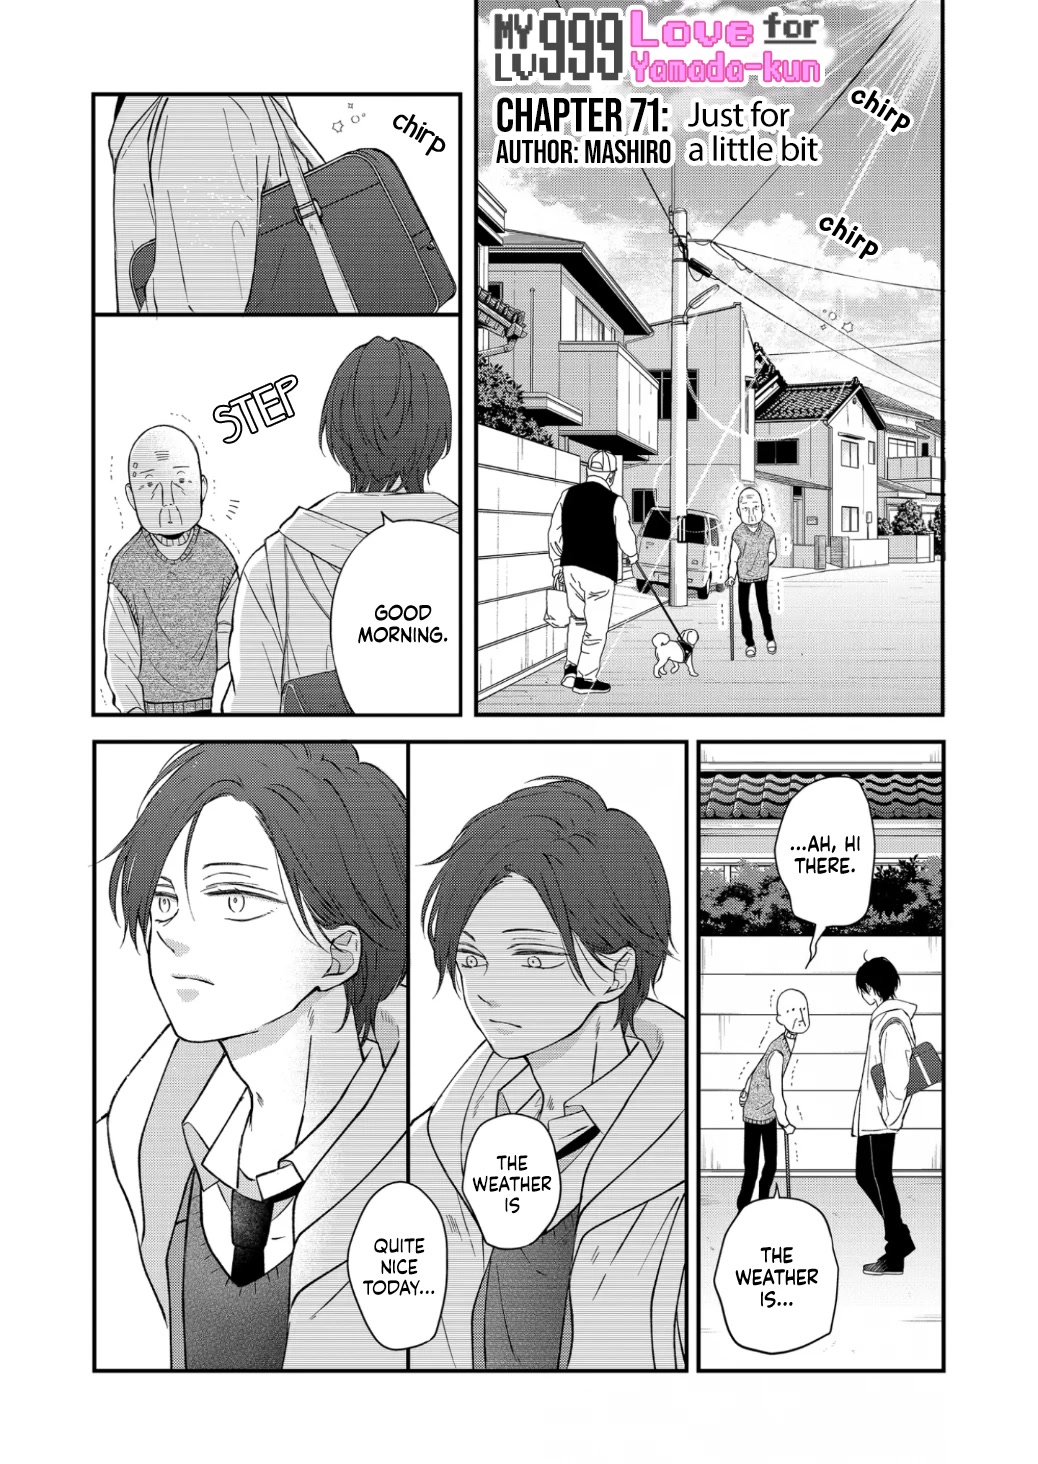 MY LV999 Love for Yamada-kun
CHAPTER 71: Just for
AUTHOR: MASHIRO a little bit
chirp
chirp
chirp
STEP
GOOD
MORNING.
...AH, HI
THERE.
THE
WEATHER
IS...
THE
WEATHER
IS
QUITE
NICE
TODAY...